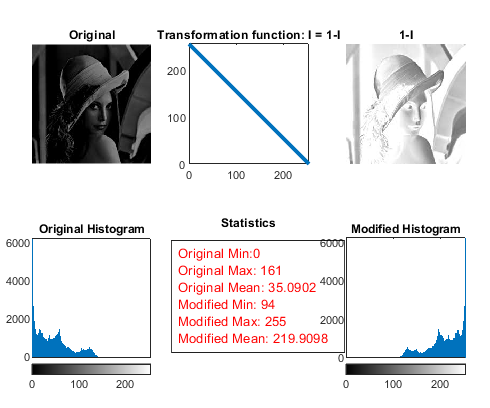 Original
Transformation function: I = 1-I
1-I
200
100
0
0 100 200
Original Histogram
Statistics
Modified Histogram
6000
4000
2000
0
0 100 200
Original Min:0
Original Max: 161
Original Mean: 35.0902
Modified Min: 94
Modified Max: 255
Modified Mean: 219.9098
6000
4000
2000
0
0 100 200